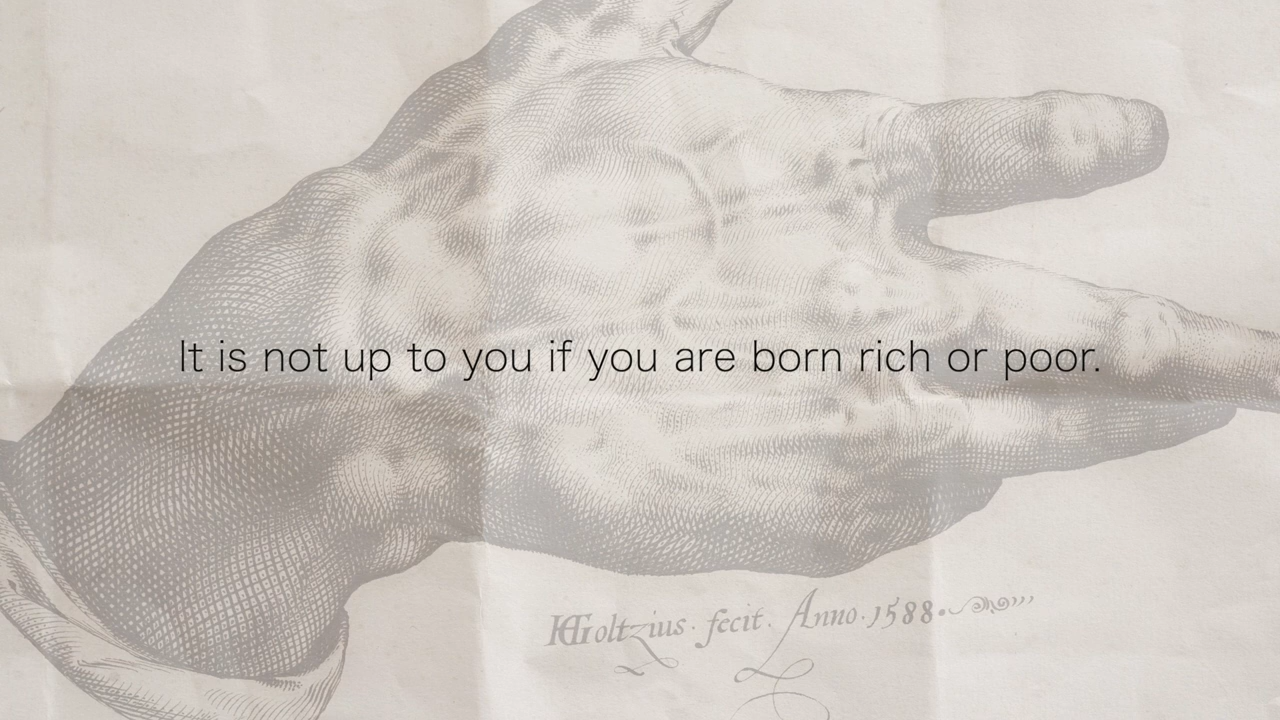 It is not up to you if you are born rich or poor.
HGoltzius. fecit. Anno. 1588.